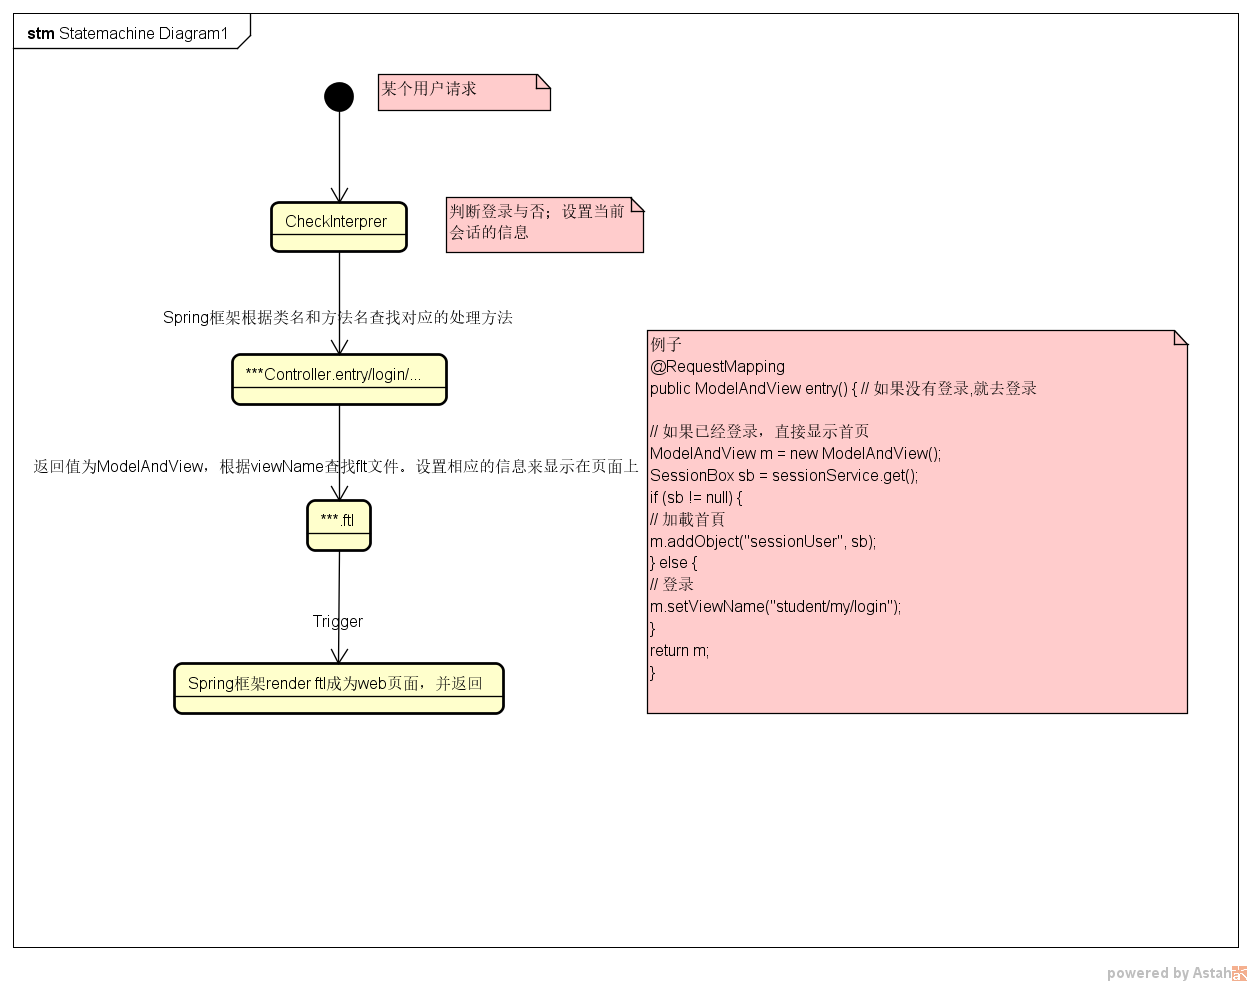 stm Statemachine Diagram1
某个用户请求
CheckInterprer
判断登录与否；设置当前
会话的信息
Spring框架根据类名和方法名查找对应的处理方法
***Controller.entry/login/...
返回值为ModelAndView，根据viewName查找flt文件。设置相应的信息来显示在页面上
***.ftl
Trigger
Spring框架render ftl成为web页面，并返回
例子
@RequestMapping
public ModelAndView entry() { // 如果没有登录,就去登录
// 如果已经登录，直接显示首页
ModelAndView m = new ModelAndView();
SessionBox sb = sessionService.get();
if (sb != null) {
// 加載首頁
m.addObject("sessionUser", sb);
} else {
// 登录
m.setViewName("student/my/login");
}
return m;
}
powered by Astah